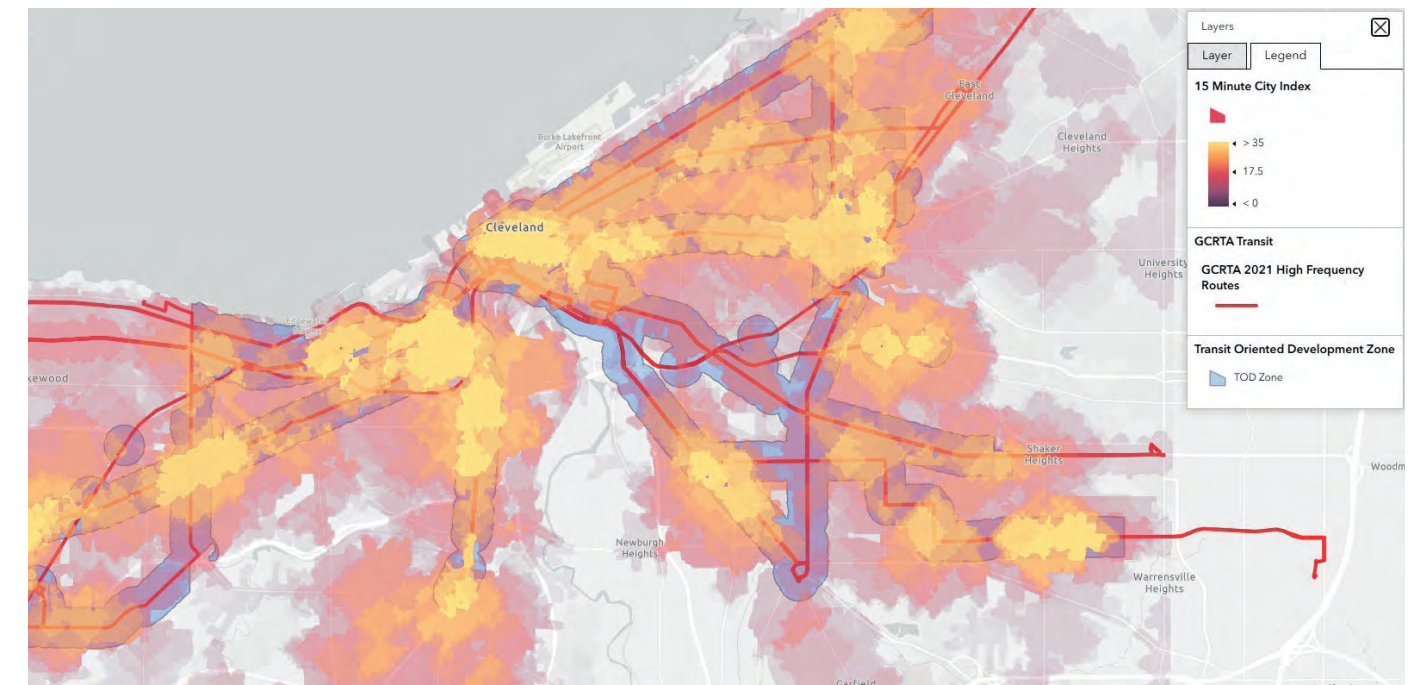 Layers
Layer
Legend
15 Minute City Index
> 35
17.5
< 0
GCRTA Transit
GCRTA 2021 High Frequency
Routes
Transit Oriented Development Zone
TOD Zone
East
Cleveland
Burke Lakefront
Airport
Cleveland
Heights
Cleveland
University
Heights
Edgewater
kewood
Shaker
Heights
Woodm
Newburgh
Heights
Warrensville
Heights
Garfield